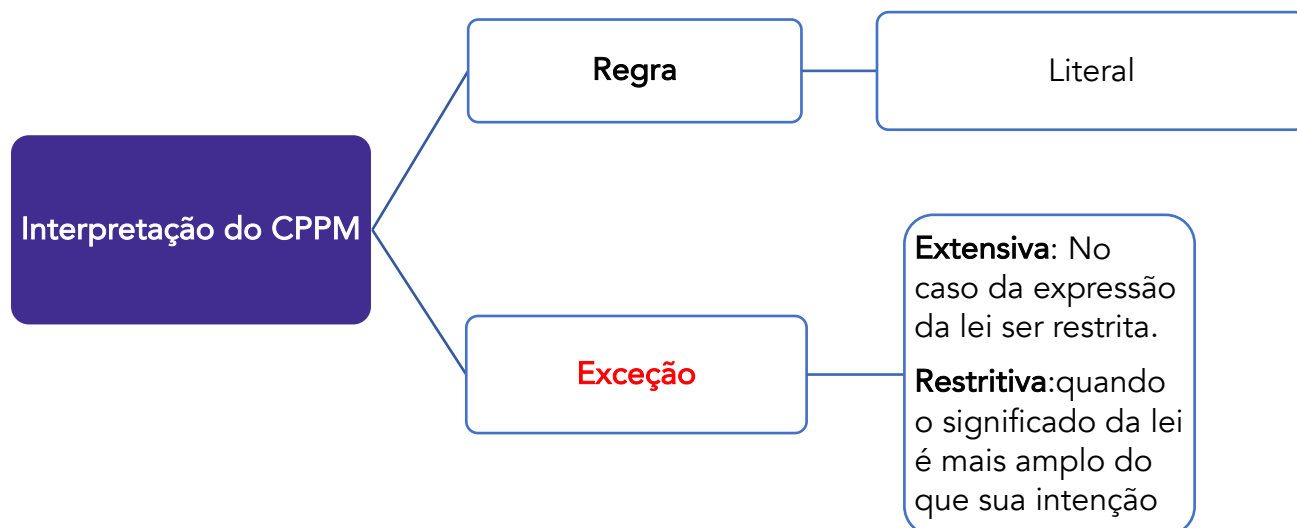 Interpretação do CPPM
Regra
Literal
Exceção
Extensiva: No
caso da expressão
da lei ser restrita.
Restritiva:quando
o significado da lei
é mais amplo do
que sua intenção